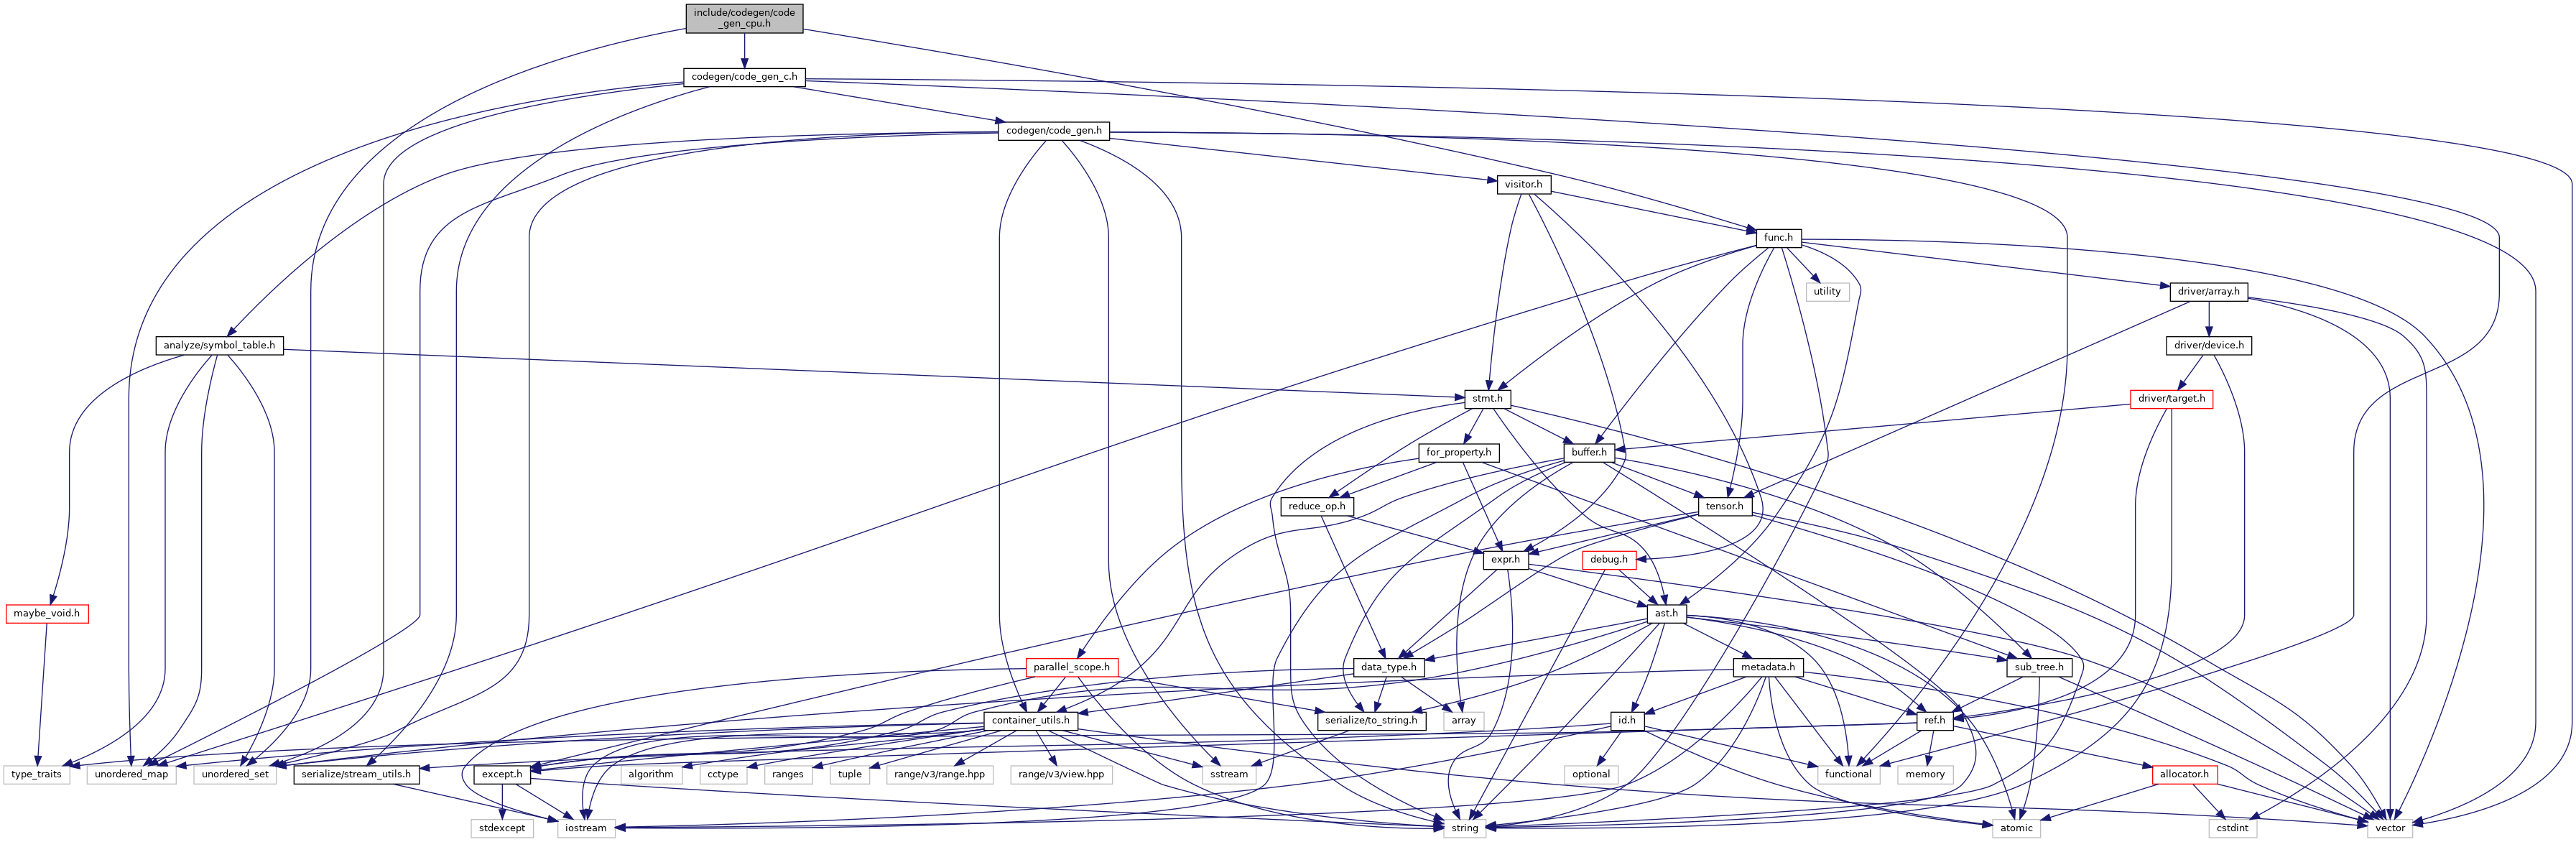 include/codegen/code
_gen_cpu.h
codegen/code_gen_c.h
codegen/code_gen.h
visitor.h
func.h
utility
driver/array.h
analyze/symbol_table.h
driver/device.h
stmt.h
driver/target.h
for_property.h
buffer.h
reduce_op.h
tensor.h
expr.h
debug.h
maybe_void.h
ast.h
parallel_scope.h
data_type.h
metadata.h
sub_tree.h
container_utils.h
serialize/to_string.h
array
id.h
ref.h
type_traits
unordered_map
unordered_set
serialize/stream_utils.h
except.h
algorithm
cctype
ranges
tuple
range/v3/range.hpp
range/v3/view.hpp
sstream
optional
functional
memory
allocator.h
stdexcept
iostream
string
atomic
cstdint
vector